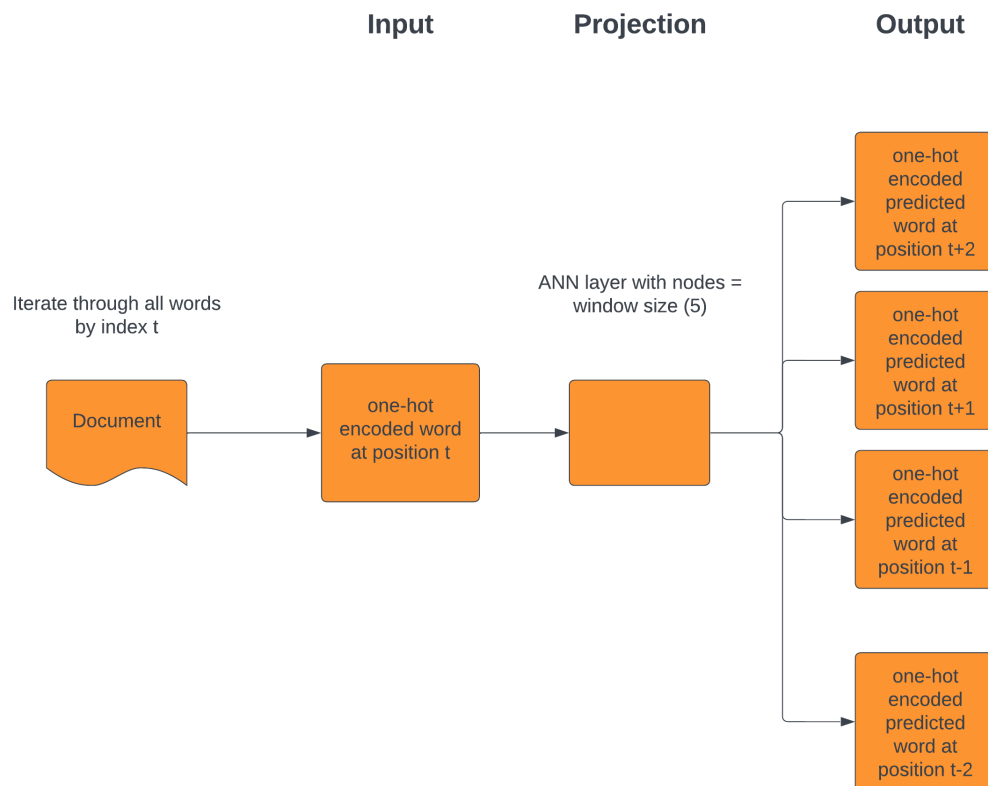 Input
Projection
Output
Iterate through all words
by index t
Document
one-hot
encoded word
at position t
ANN layer with nodes =
window size (5)
one-hot
encoded
predicted
word at
position t+2
one-hot
encoded
predicted
word at
position t+1
one-hot
encoded
predicted
word at
position t-1
one-hot
encoded
predicted
word at
position t-2